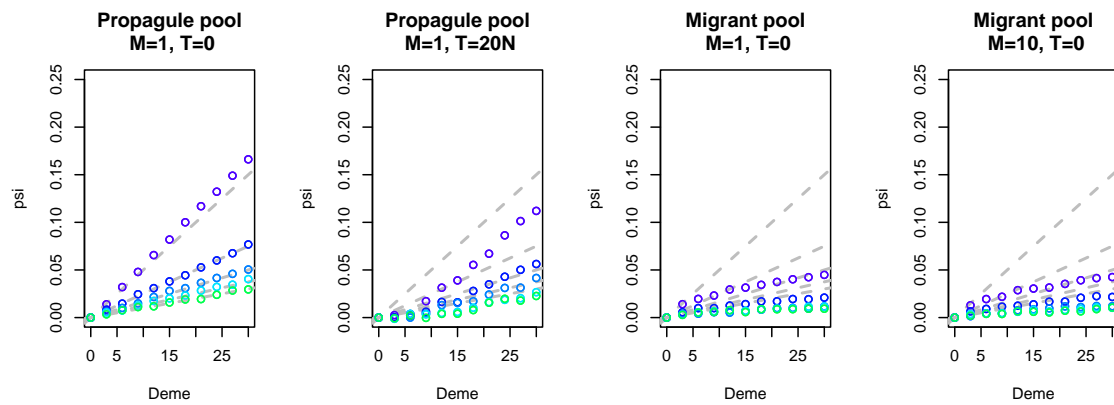 Propagule pool
M=1, T=0
psi
0.00 0.05 0.10 0.15 0.20 0.25
0 5 15 25
Deme
Propagule pool
M=1, T=20N
psi
0.00 0.05 0.10 0.15 0.20 0.25
0 5 15 25
Deme
Migrant pool
M=1, T=0
psi
0.00 0.05 0.10 0.15 0.20 0.25
0 5 15 25
Deme
Migrant pool
M=10, T=0
psi
0.00 0.05 0.10 0.15 0.20 0.25
0 5 15 25
Deme